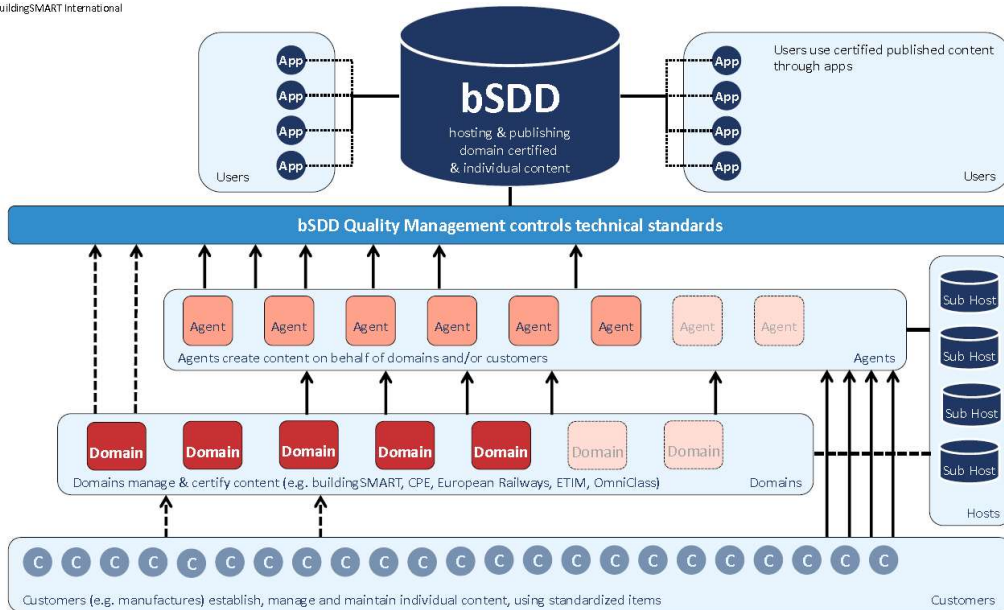 uildingSMART International
App
App
App
App
Users
bSDD
hosting & publishing
domain certified
& individual content
App
App
App
App
Users use certified published content
through apps
Users
bSDD Quality Management controls technical standards
Agent Agent Agent Agent Agent Agent Agent Agent
Agents create content on behalf of domains and/or customers
Agents
Sub Host
Sub Host
Sub Host
Sub Host
Hosts
Domain Domain Domain Domain Domain Domain Domain
Domains manage & certify content (e.g. buildingSMART, CPE, European Railways, ETIM, OmniClass)
Domains
C C C C C C C C C C C C C C C C C C C C C C C
Customers (e.g. manufactures) establish, manage and maintain individual content, using standardized items
Customers